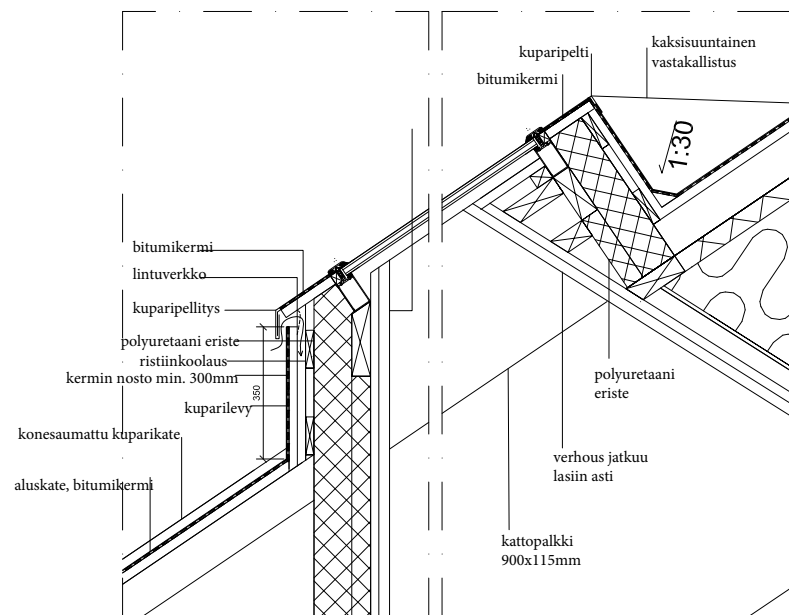 kuparipelti
bitumikermi
kaksisuuntainen
vastakallistus
1:30
bitumikermi
lintuverkko
kuparipellitys
polyuretaani eriste
ristiinkoolaus
kermin nosto min. 300mm
350
kuparilevy
konesaumattu kuparikate
aluskate, bitumikermi
polyuretaani
eriste
verhous jatkuu
lasiin asti
kattopalkki
900x115mm